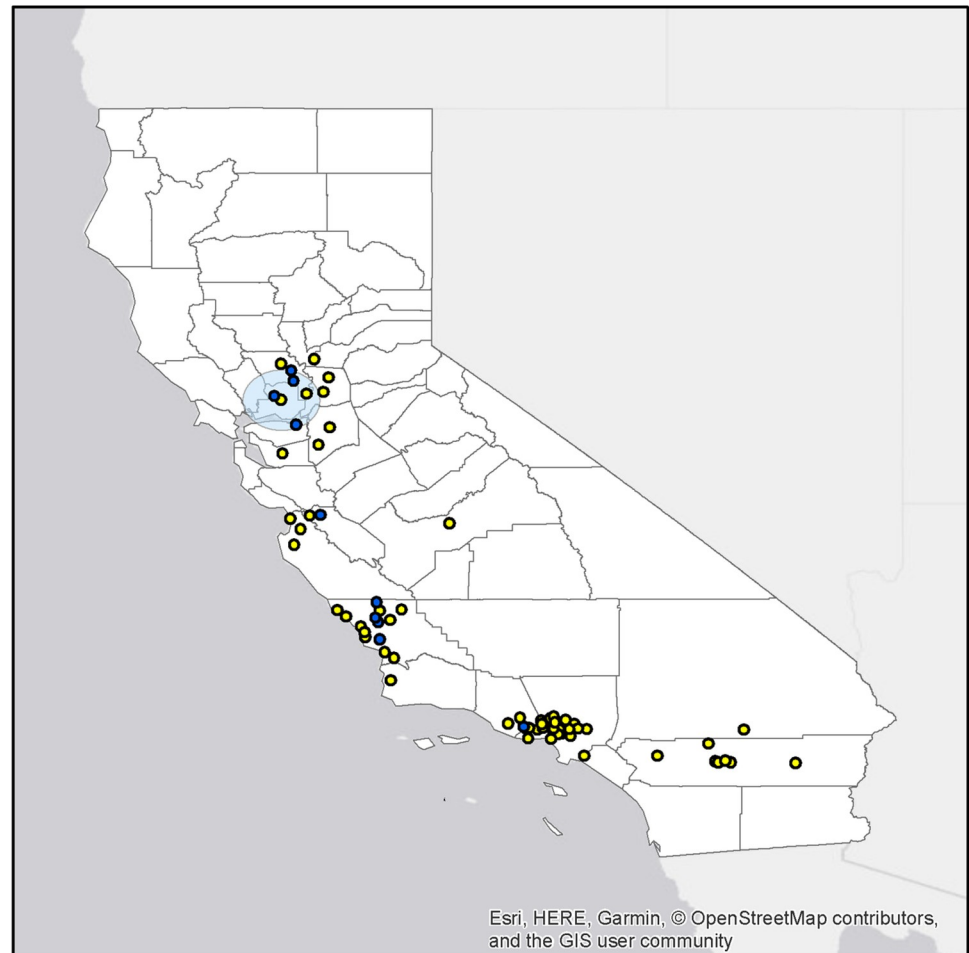 Esri, HERE, Garmin, © OpenStreetMap contributors,
and the GIS user community